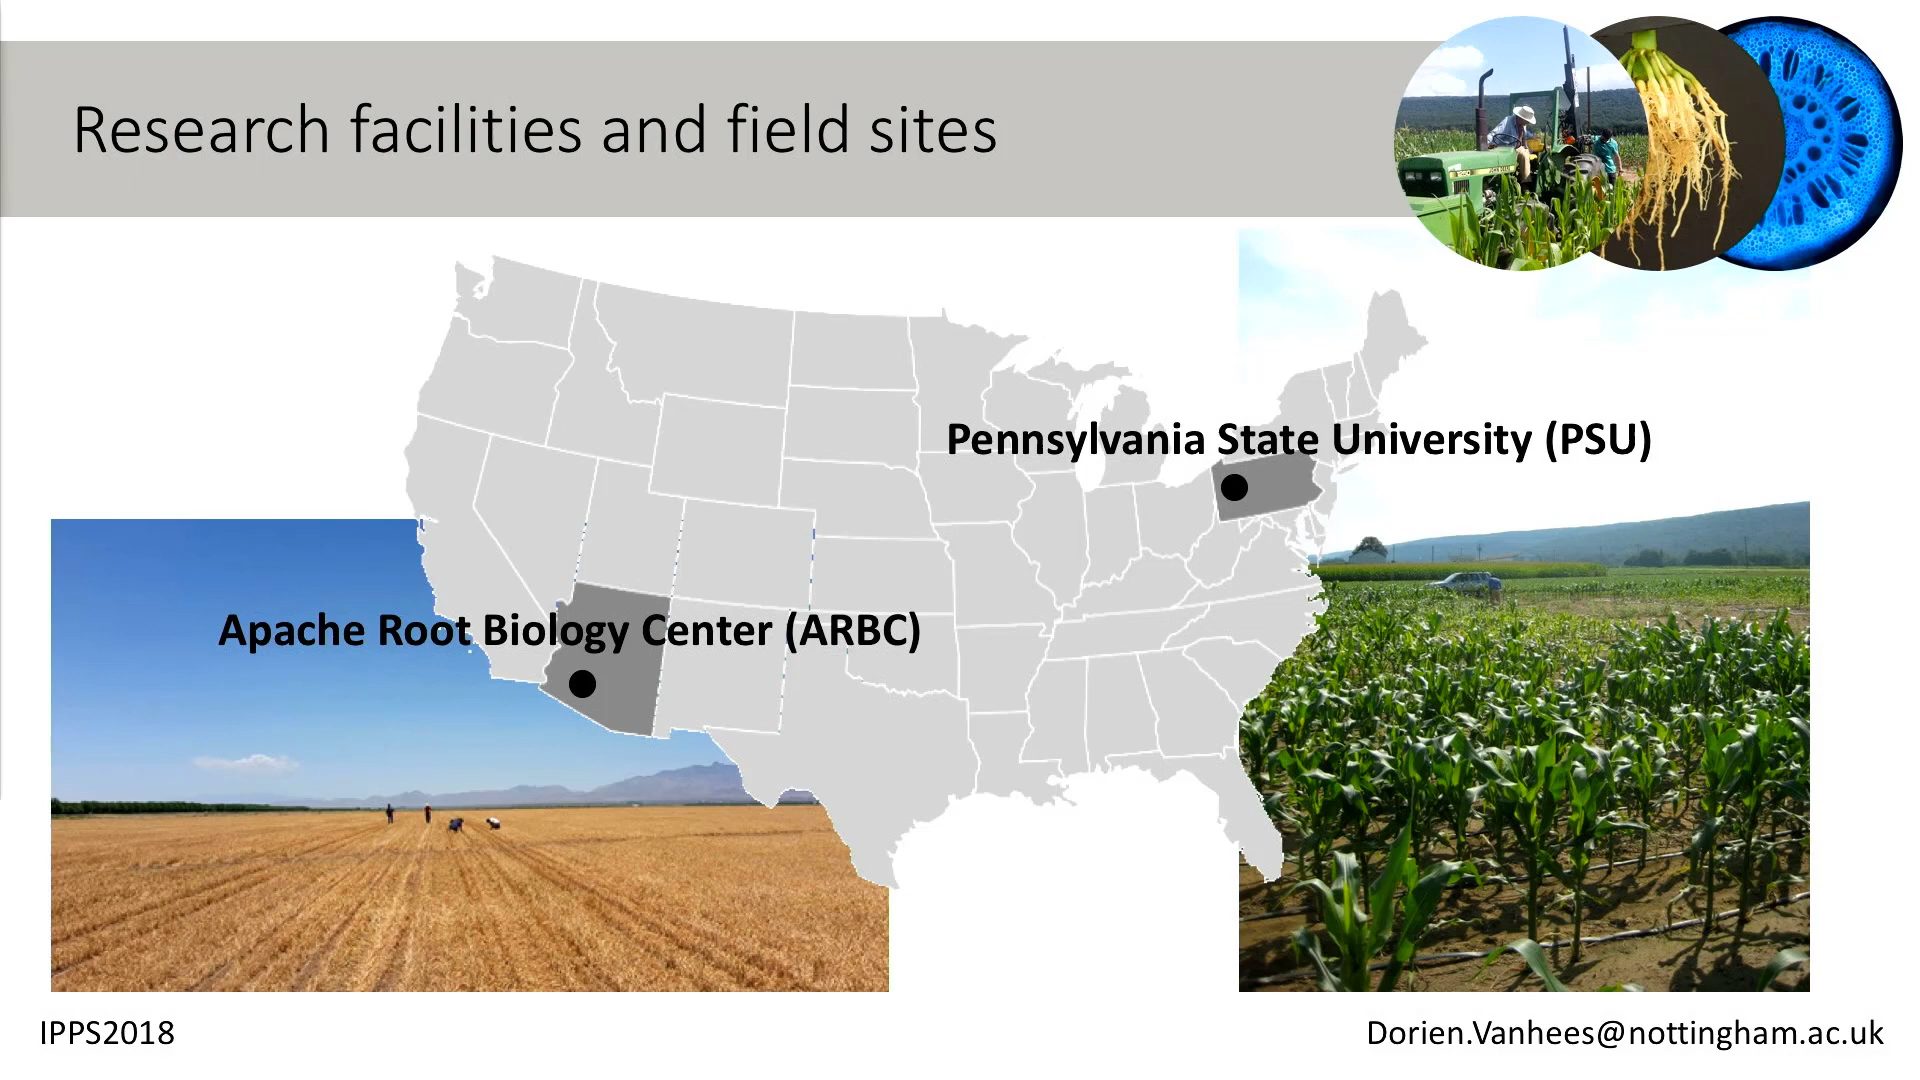 Research facilities and field sites
Pennsylvania State University (PSU)
Apache Root Biology Center (ARBC)
IPPS2018
Dorien.Vanhees@nottingham.ac.uk